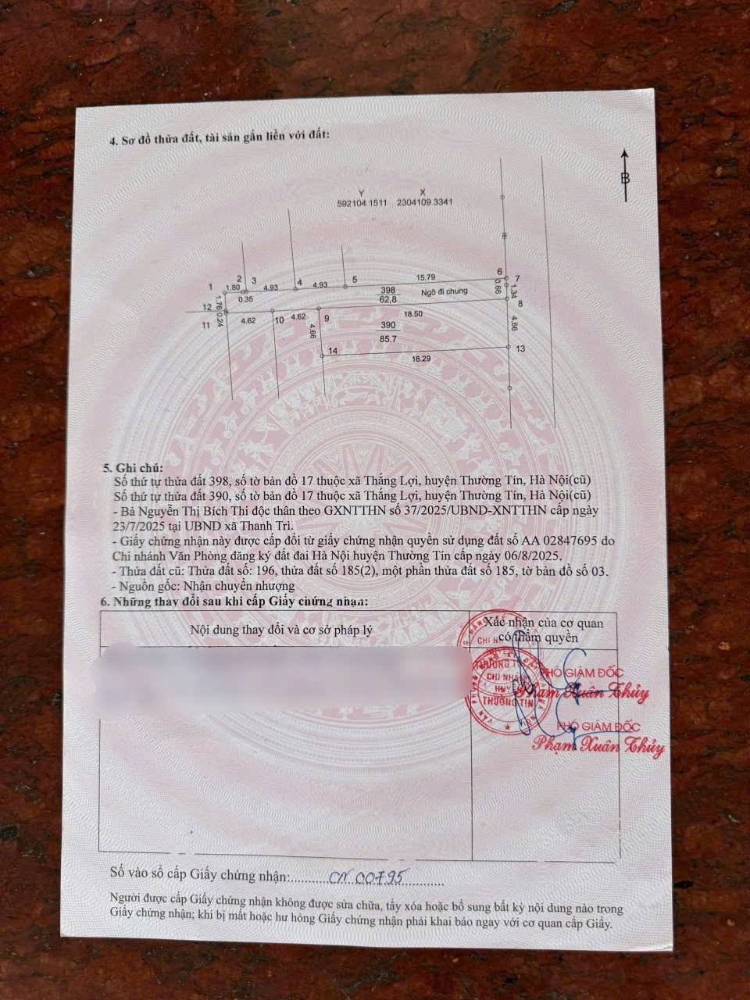 4. Sơ đồ thửa đất, tài sản gắn liền với đất:
B
Y X
592104.1511 2304109.3341
1 2 3 4 5 6 7
1.80 0.35 4.93 4.93 15.79 0.66 1.34
398
62,8
Ngõ đi chung
12 1.76 8
11 0.24 4.62 10 4.62 9 18.50
4.66 390 4.66
85.7
14 18.29 13
5. Ghi chú:
Số thứ tự thửa đất 398, số tờ bản đồ 17 thuộc xã Thắng Lợi, huyện Thường Tín, Hà Nội(cũ)
Số thứ tự thửa đất 390, số tờ bản đồ 17 thuộc xã Thắng Lợi, huyện Thường Tín, Hà Nội(cũ)
- Bà Nguyễn Thị Bích Thi độc thân theo GXNTTHN số 37/2025/UBND-XNTTHN cấp ngày
23/7/2025 tại UBND xã Thanh Trì.
- Giấy chứng nhận này được cấp đổi từ giấy chứng nhận quyền sử dụng đất số AA 02847695 do
Chi nhánh Văn Phòng đăng ký đất đai Hà Nội huyện Thường Tín cấp ngày 06/8/2025.
- Thửa đất cũ: Thửa đất số: 196, thửa đất số 185(2), một phần thửa đất số 185, tờ bản đồ số 03.
- Nguồn gốc: Nhận chuyển nhượng
6. Những thay đổi sau khi cấp Giấy chứng nhận:
Nội dung thay đổi và cơ sở pháp lý
Xác nhận của cơ quan
có thẩm quyền
CHI NHÁNH
HUYỆN
THƯỜNG TÍN
PHÓ GIÁM ĐỐC
Phạm Xuân Thủy
PHÓ GIÁM ĐỐC
Phạm Xuân Thủy
Số vào sổ cấp Giấy chứng nhận:.........CN 00795.............
Người được cấp Giấy chứng nhận không được sửa chữa, tẩy xóa hoặc bổ sung bất kỳ nội dung nào trong
Giấy chứng nhận; khi bị mất hoặc hư hỏng Giấy chứng nhận phải khai báo ngay với cơ quan cấp Giấy.